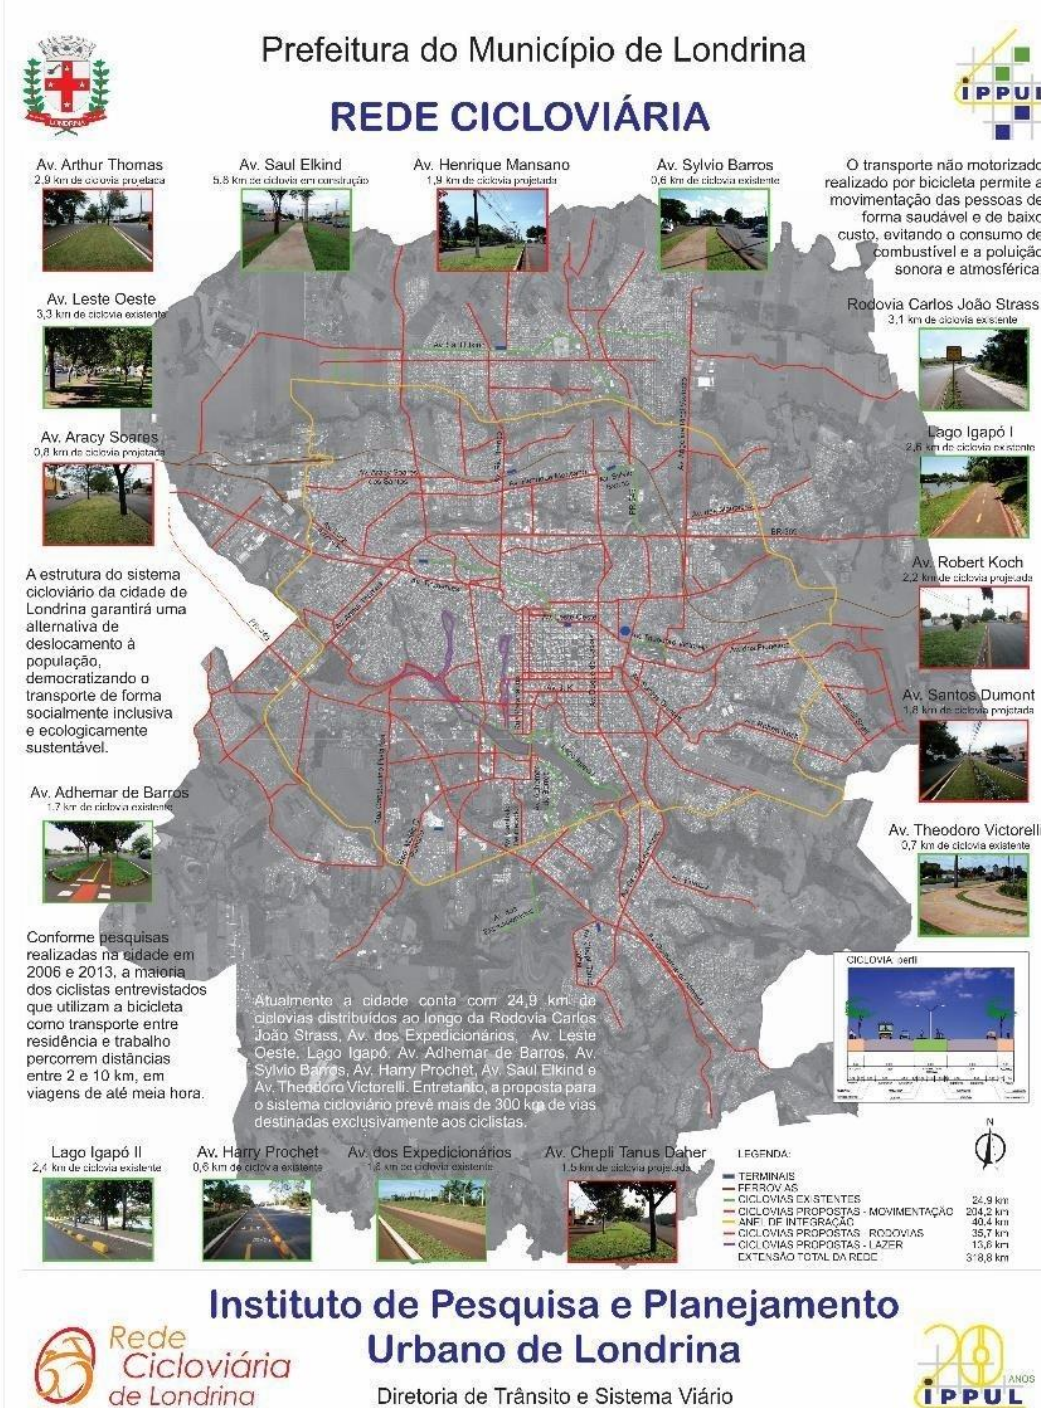 Prefeitura do Município de Londrina
REDE CICLOVIÁRIA
LONDRINA
IPPUL
Av. Arthur Thomas
2,9 km de ciclovia projetada
Av. Saul Elkind
5,6 km de ciclovia em construção
Av. Henrique Mansano
1,9 km de ciclovia projetada
Av. Sylvio Barros
0,6 km de ciclovia existente
O transporte não motorizado
realizado por bicicleta permite a
movimentação das pessoas de
forma saudável e de baixo
custo, evitando o consumo de
combustível e a poluição
sonora e atmosférica
Av. Leste Oeste
3,3 km de ciclovia existente
Rodovia Carlos João Strass
3,1 km de ciclovia existente
Av. Aracy Soares
0,8 km de ciclovia projetada
Lago Igapó I
2,6 km de ciclovia existente
Av. Robert Koch
2,2 km de ciclovia projetada
A estrutura do sistema
cicloviário da cidade de
Londrina garantirá uma
alternativa de
deslocamento à
população,
democratizando o
transporte de forma
socialmente inclusiva
e ecologicamente
sustentável.
Av. Santos Dumont
1,8 km de ciclovia projetada
Av. Adhemar de Barros
1,7 km de ciclovia existente
Av. Theodoro Victorelli
0,7 km de ciclovia existente
BR-369
PR-445
Conforme pesquisas
realizadas na cidade em
2006 e 2013, a maioria
dos ciclistas entrevistados
que utilizam a bicicleta
como transporte entre
residência e trabalho
percorrem distâncias
entre 2 e 10 km, em
viagens de até meia hora.
CICLOVIA: perfil
Atualmente a cidade conta com 24,9 km de
ciclovias distribuídos ao longo da Rodovia Carlos
João Strass, Av. dos Expedicionários, Av. Leste
Oeste, Lago Igapó, Av. Adhemar de Barros, Av.
Sylvio Barros, Av. Harry Prochet, Av. Saul Elkind e
Av. Theodoro Victorelli. Entretanto, a proposta para
o sistema cicloviário prevê mais de 300 km de vias
destinadas exclusivamente aos ciclistas.
Lago Igapó II
2,4 km de ciclovia existente
Av. Harry Prochet
0,6 km de ciclovia existente
Av. dos Expedicionários
km de ciclovia existente
Av. Chepli Tanus Daher
1,5 km de ciclovia projetada
N
LEGENDA:
TERMINAIS
FERROVIAS
CICLOVIAS EXISTENTES 24,9 km
CICLOVIAS PROPOSTAS - MOVIMENTAÇÃO 204,2 km
ANEL DE INTEGRAÇÃO 40,4 km
CICLOVIAS PROPOSTAS RODOVIAS 35,7 km
CICLOVIAS PROPOSTAS - LAZER 13,6 km
EXTENSÃO TOTAL DA REDE 318,8 km
Instituto de Pesquisa e Planejamento
Urbano de Londrina
Diretoria de Trânsito e Sistema Viário
Rede
Cicloviária
de Londrina
20 ANOS
IPPUL